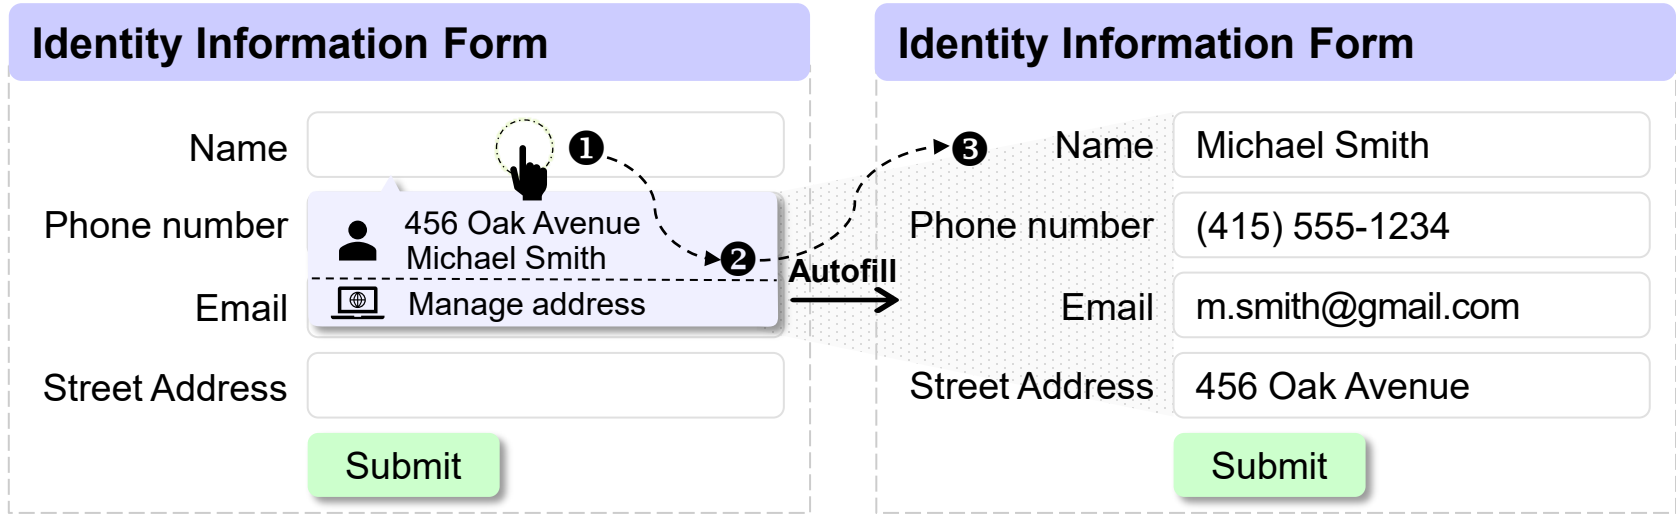 Identity Information Form
Name ❶
Phone number
456 Oak Avenue
Michael Smith ❷
Email
Manage address
Street Address
Submit
Autofill
Identity Information Form
❸ Name Michael Smith
Phone number (415) 555-1234
Email m.smith@gmail.com
Street Address 456 Oak Avenue
Submit